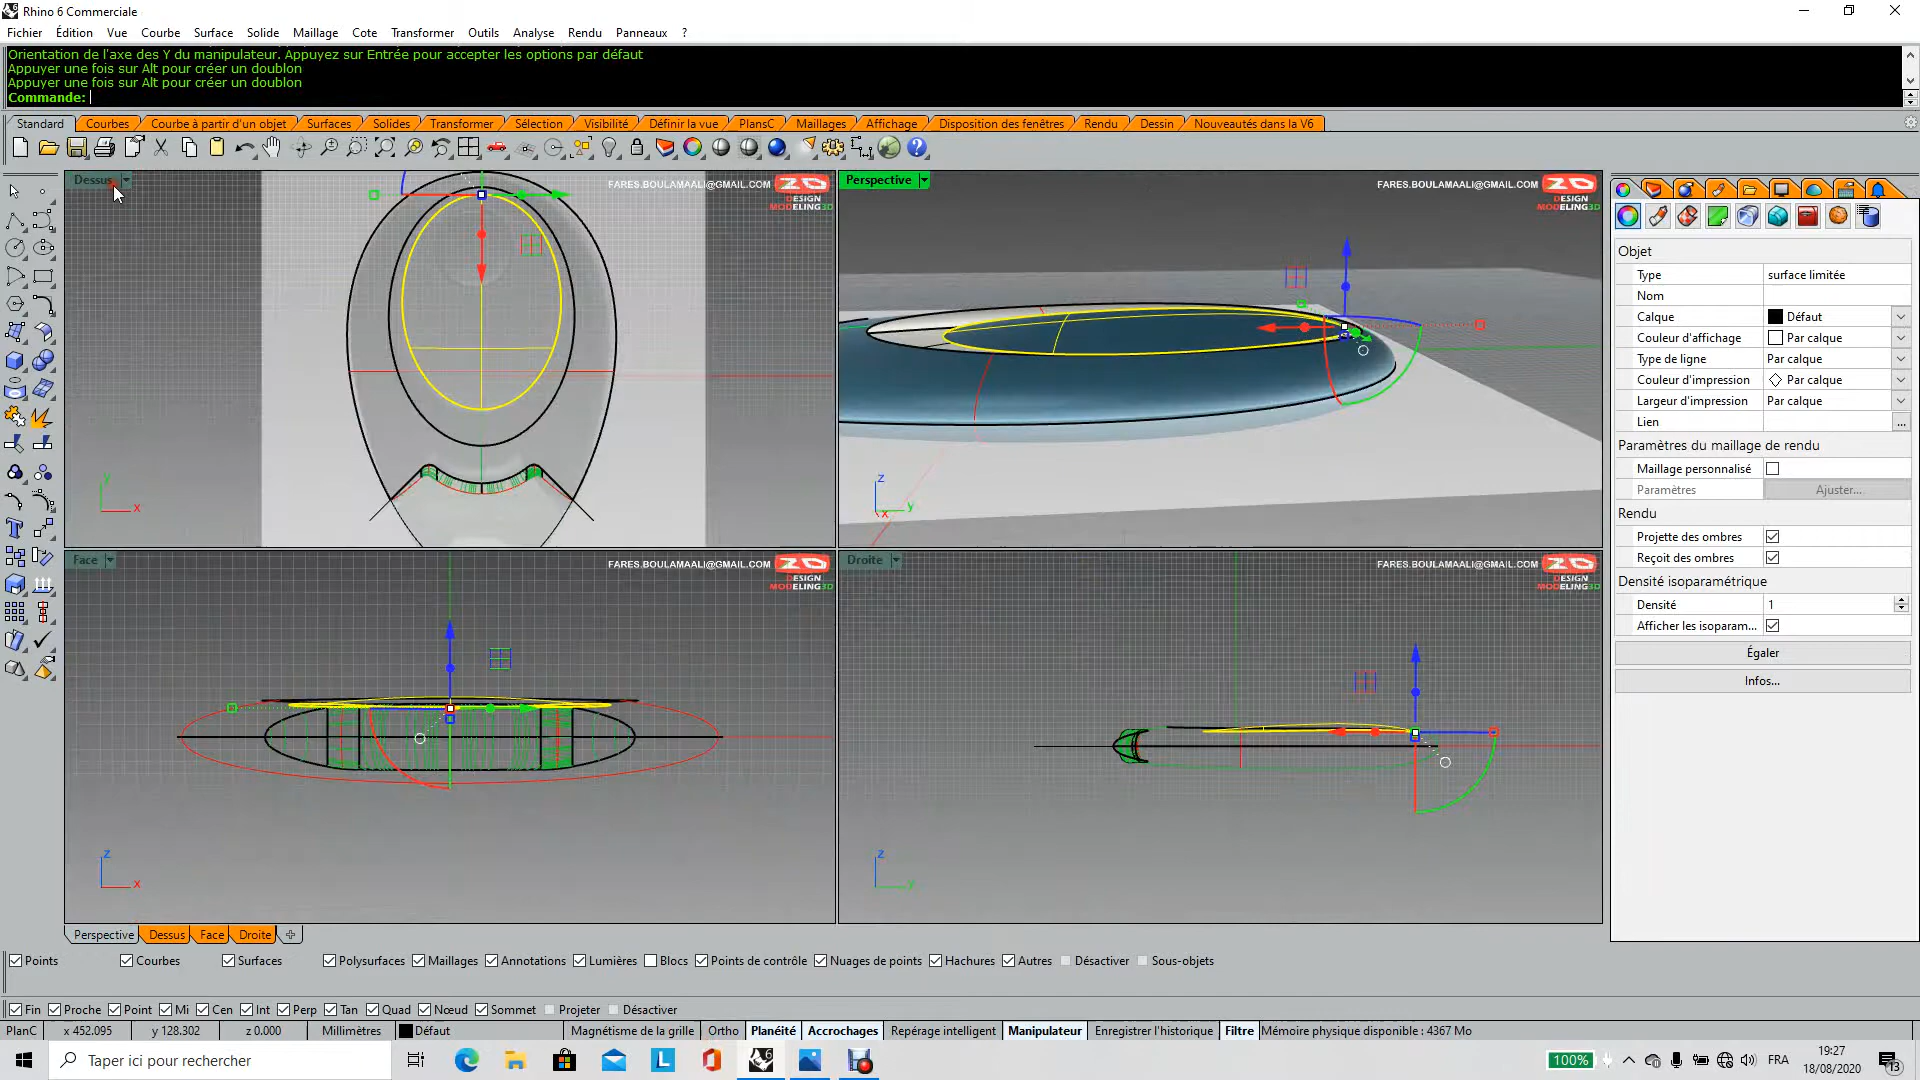 Rhino 6 Commerciale
Fichier Édition Vue Courbe Surface Solide Maillage Cote Transformer Outils Analyse Rendu Panneaux ?
Orientation de l'axe des Y du manipulateur. Appuyez sur Entrée pour accepter les options par défaut
Appuyer une fois sur Alt pour créer un doublon
Appuyer une fois sur Alt pour créer un doublon
Commande:
Standard Courbes Courbe à partir d'un objet Surfaces Solides Transformer Sélection Visibilité Définir la vue PlansC Maillages Affichage Disposition des fenêtres Rendu Dessin Nouveautés dans la V6
Dessus
FARES.BOULAMAALI@GMAIL.COM
DESIGN
MODELING3D
y
x
Perspective
FARES.BOULAMAALI@GMAIL.COM
DESIGN
MODELING3D
z
y
x
Face
FARES.BOULAMAALI@GMAIL.COM
DESIGN
MODELING3D
z
x
Droite
FARES.BOULAMAALI@GMAIL.COM
DESIGN
MODELING3D
z
y
Objet
Type surface limitée
Nom
Calque Défaut
Couleur d'affichage Par calque
Type de ligne Par calque
Couleur d'impression Par calque
Largeur d'impression Par calque
Lien ...
Paramètres du maillage de rendu
Maillage personnalisé
Paramètres Ajuster...
Rendu
Projette des ombres
Reçoit des ombres
Densité isoparamétrique
Densité 1
Afficher les isoparam...
Égaler
Infos...
Perspective Dessus Face Droite
Points Courbes Surfaces Polysurfaces Maillages Annotations Lumières Blocs Points de contrôle Nuages de points Hachures Autres Désactiver Sous-objets
Fin Proche Point Mi Cen Int Perp Tan Quad Nœud Sommet Projeter Désactiver
PlanC x 452.095 y 128.302 z 0.000 Millimètres Défaut Magnétisme de la grille Ortho Planéité Accrochages Repérage intelligent Manipulateur Enregistrer l'historique Filtre Mémoire physique disponible : 4367 Mo
Taper ici pour rechercher
100%
FRA
19:27
18/08/2020
13